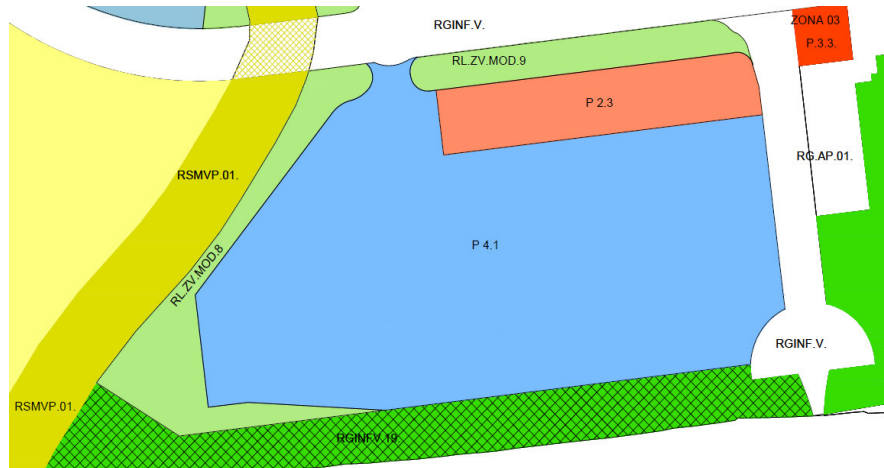 RGINF.V.
ZONA 03
P.3.3.
RL.ZV.MOD.9
P 2.3
RG.AP.01.
RSMVP.01.
P 4.1
RL.ZV.MOD.8
RGINF.V.
RSMVP.01.
RGINFV.19